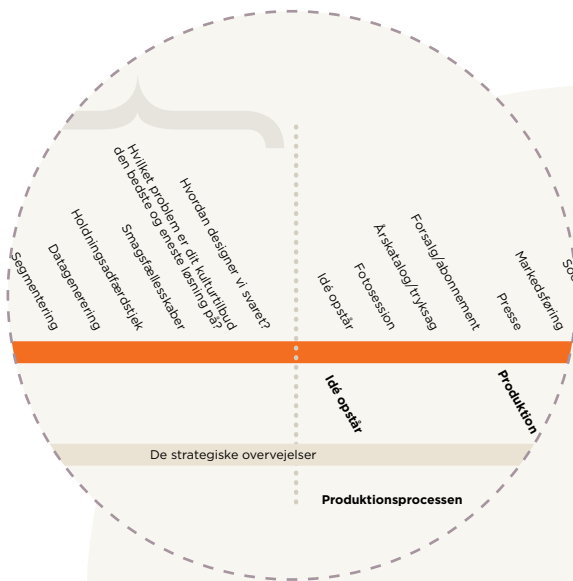 Segmentering
Datagenerering
Holdningsadfærdstjek
Smagsfællesskaber
Hvilket problem er dit kulturtilbud
den bedste og eneste løsning på?
Hvordan designer vi svaret?
Idé opstår
Fotosession
Årskatalog/tryksag
Forsalg/abonnement
Presse
Markedsføring
Idé opstår
Produktion
De strategiske overvejelser
Produktionsprocessen